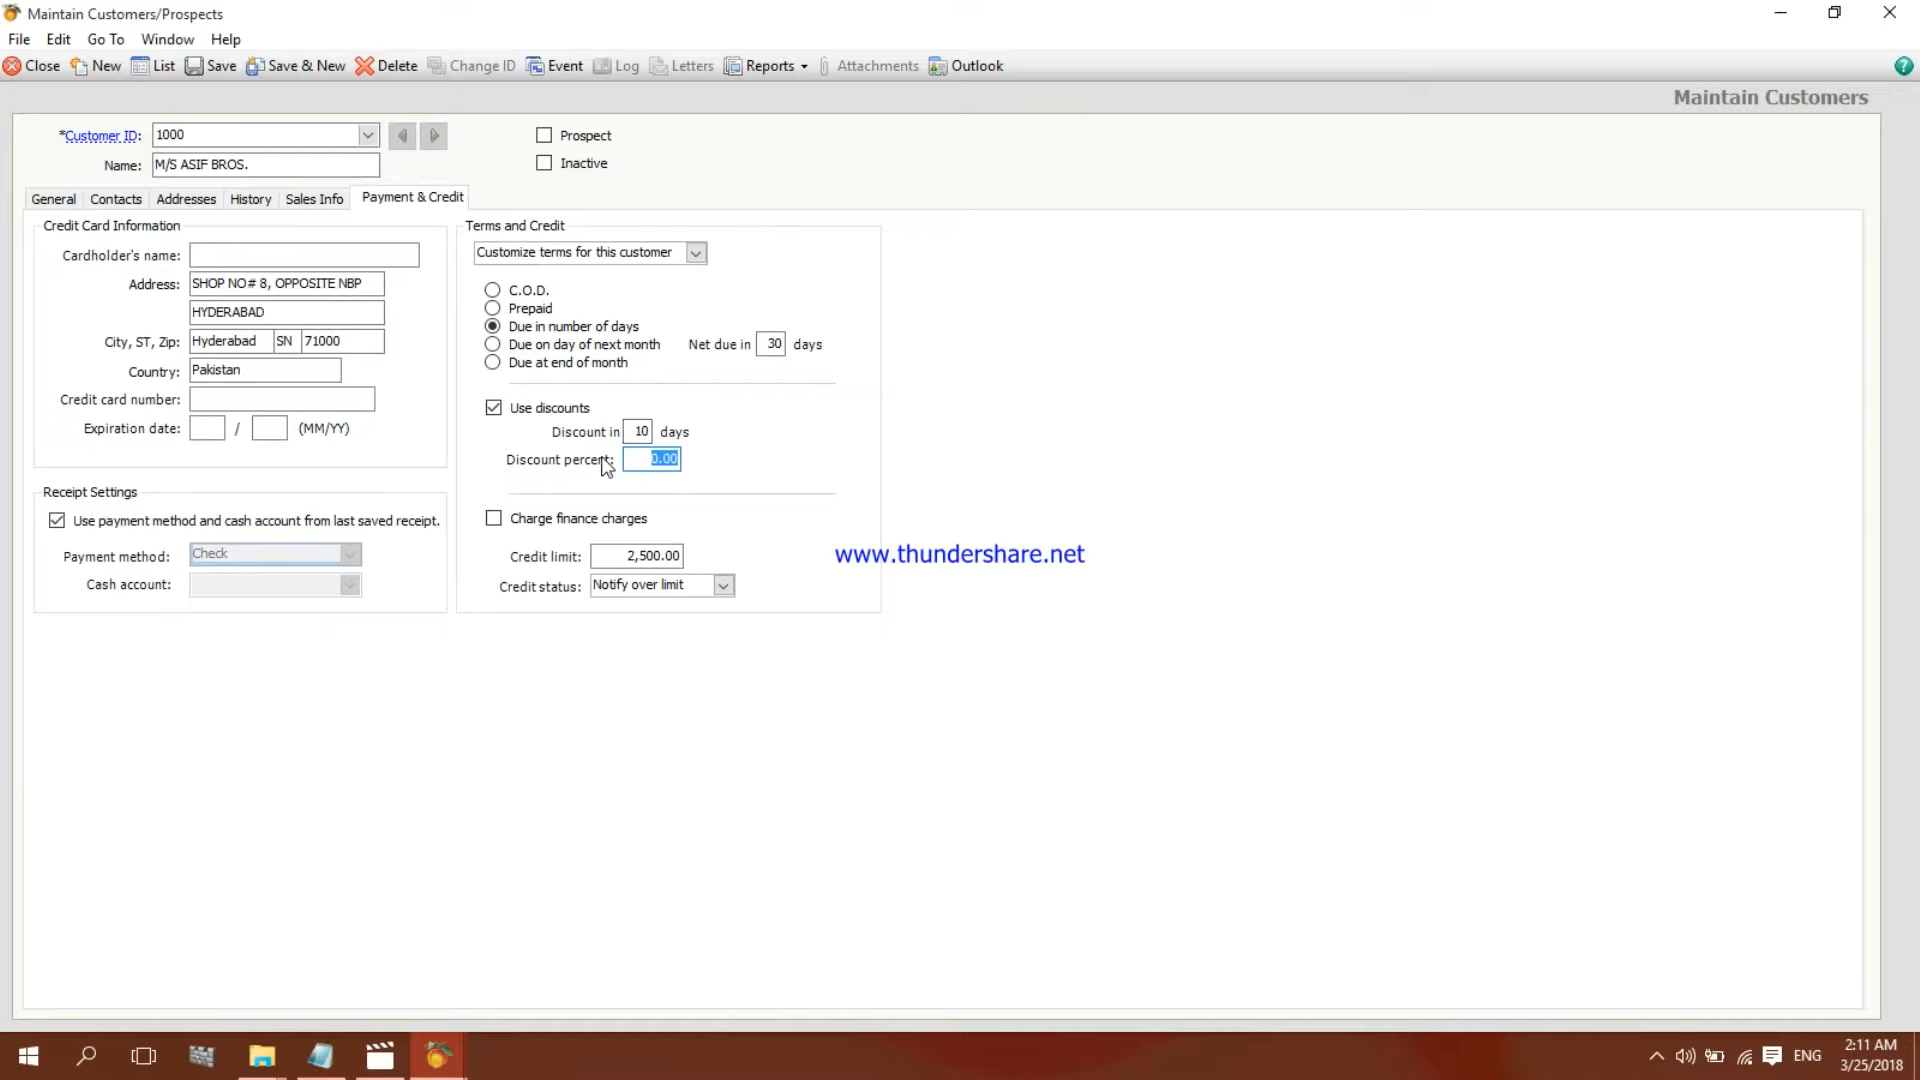 Maintain Customers/Prospects
File Edit Go To Window Help
Close New List Save Save & New Delete Change ID Event Log Letters Reports Attachments Outlook ?
Maintain Customers
*Customer ID: 1000
Prospect
Name: M/S ASIF BROS.
Inactive
General Contacts Addresses History Sales Info Payment & Credit
Credit Card Information
Cardholder's name:
Address: SHOP NO# 8, OPPOSITE NBP
HYDERABAD
City, ST, Zip: Hyderabad SN 71000
Country: Pakistan
Credit card number:
Expiration date: / (MM/YY)
Receipt Settings
Use payment method and cash account from last saved receipt.
Payment method: Check
Cash account:
Terms and Credit
Customize terms for this customer
C.O.D.
Prepaid
Due in number of days
Due on day of next month Net due in 30 days
Due at end of month
Use discounts
Discount in 10 days
Discount percent: 0.00
Charge finance charges
Credit limit: 2,500.00
Credit status: Notify over limit
www.thundershare.net
ENG
2:11 AM
3/25/2018